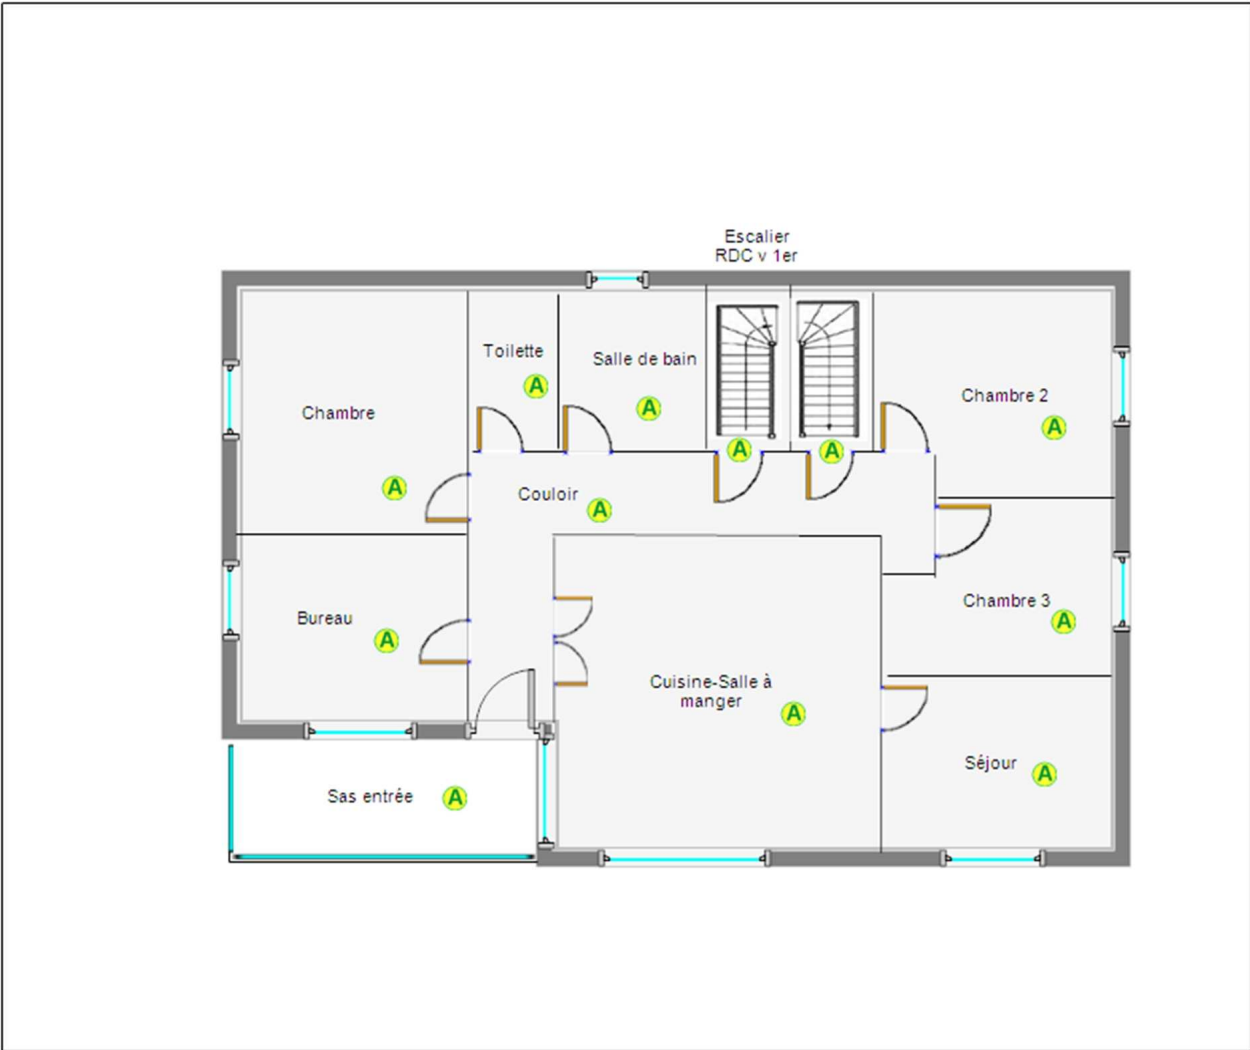 Escalier
RDC v 1er
Toilette
A
Salle de bain
A
Chambre
A
A
A
Chambre 2
A
Couloir
A
Bureau
A
Chambre 3
A
Cuisine-Salle à
manger
A
Séjour
A
Sas entrée
A